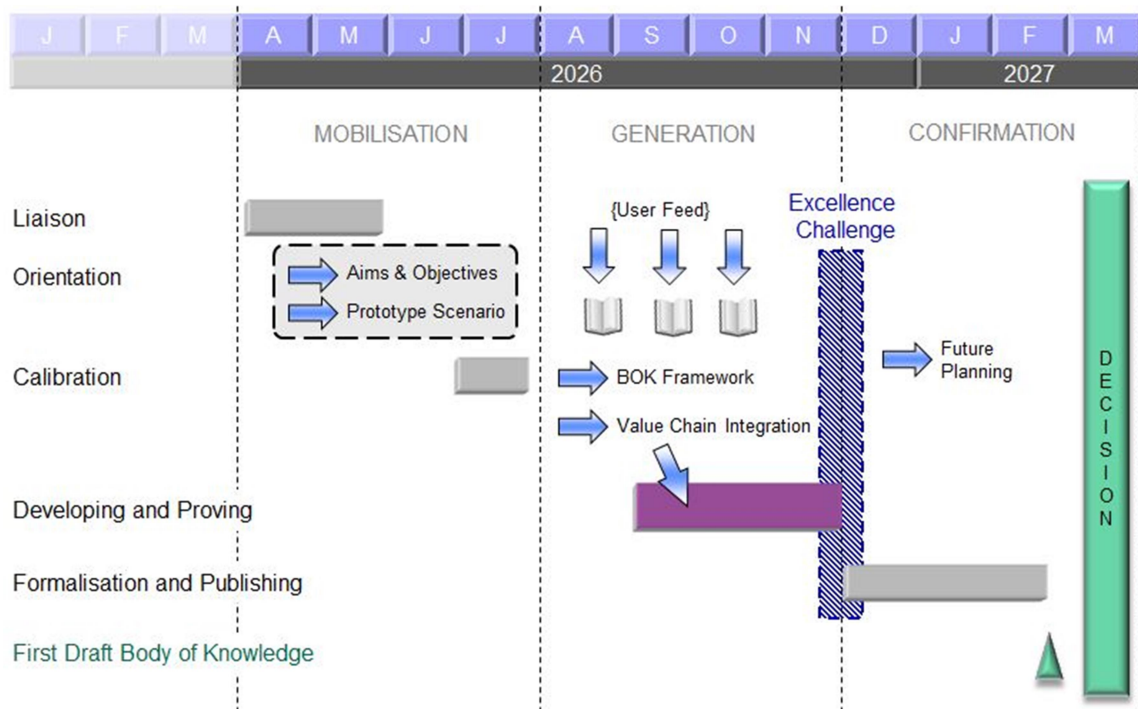 J F M A M J J A S O N D J F M
2026 2027
MOBILISATION GENERATION CONFIRMATION
Liaison
{User Feed}
Excellence
Challenge
Orientation
Aims & Objectives
Prototype Scenario
Calibration
BOK Framework
Value Chain Integration
Future
Planning
DECISION
Developing and Proving
Formalisation and Publishing
First Draft Body of Knowledge